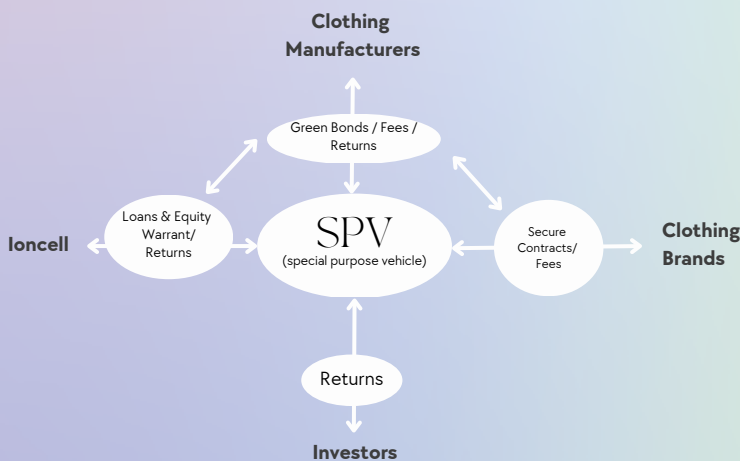 Clothing
Manufacturers
Green Bonds / Fees /
Returns
Loans & Equity
Warrant/
Returns
Ioncell
SPV
(special purpose vehicle)
Secure
Contracts/
Fees
Clothing
Brands
Returns
Investors